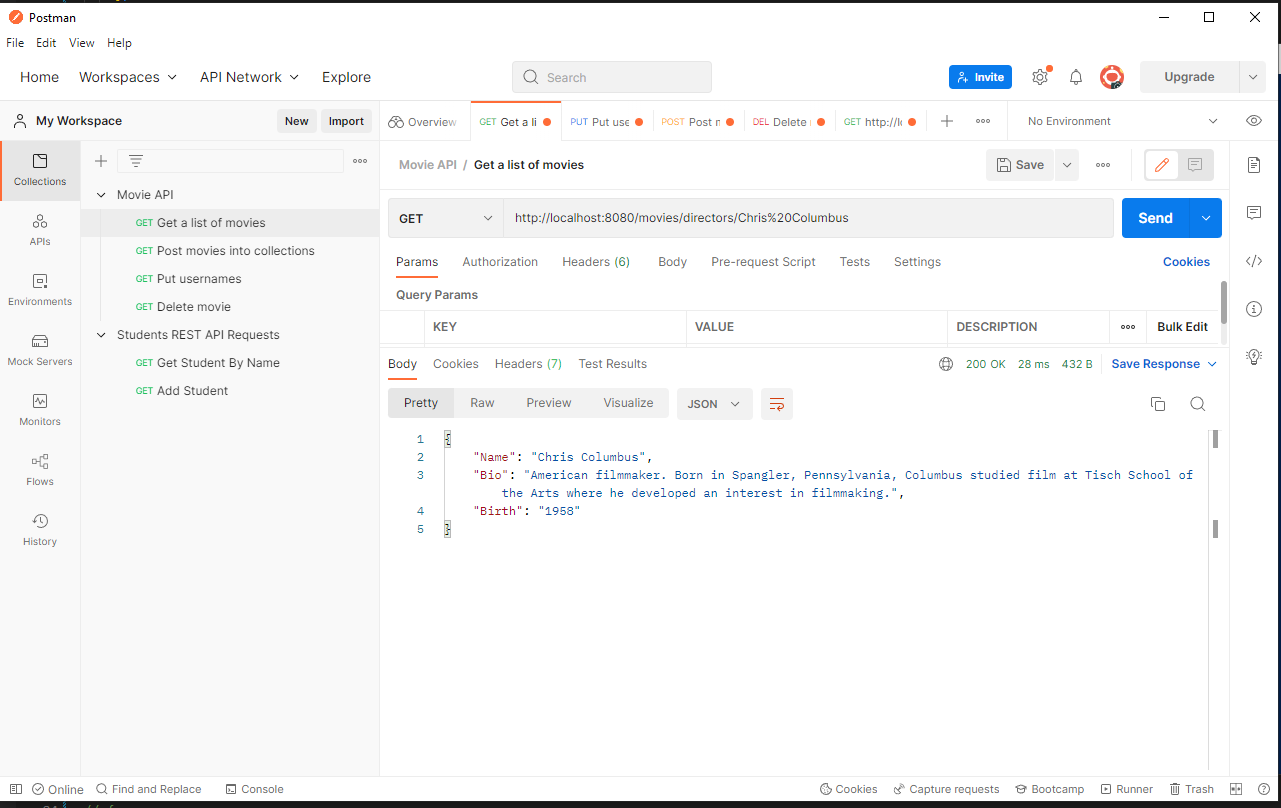 Postman
File Edit View Help
Home Workspaces API Network Explore Search Invite Upgrade
My Workspace New Import
Overview GET Get a li PUT Put use POST Post n DEL Delete GET http://l No Environment
Collections
APIs
Environments
Mock Servers
Monitors
Flows
History
Movie API
GET Get a list of movies
GET Post movies into collections
GET Put usernames
GET Delete movie
Students REST API Requests
GET Get Student By Name
GET Add Student
Movie API / Get a list of movies Save
GET http://localhost:8080/movies/directors/Chris%20Columbus Send
Params Authorization Headers (6) Body Pre-request Script Tests Settings Cookies
Query Params
KEY VALUE DESCRIPTION Bulk Edit
Body Cookies Headers (7) Test Results 200 OK 28 ms 432 B Save Response
Pretty Raw Preview Visualize JSON
1 {
2 "Name": "Chris Columbus",
3 "Bio": "American filmmaker. Born in Spangler, Pennsylvania, Columbus studied film at Tisch School of
the Arts where he developed an interest in filmmaking.",
4 "Birth": "1958"
5 }
Online Find and Replace Console Cookies Capture requests Bootcamp Runner Trash